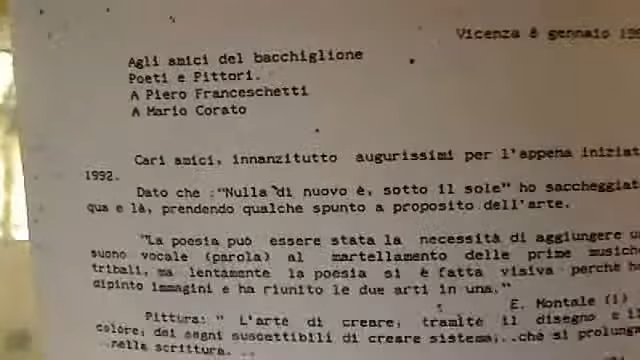 Vicenza 8 gennaio 199
Agli amici del bacchiglione
Poeti e Pittori.
A Piero Franceschetti
A Mario Corato
Cari amici, innanzitutto augurissimi per l'appena iniziat
1992.
Dato che :"Nulla di nuovo è, sotto il sole" ho saccheggiat
qua e là, prendendo qualche spunto a proposito dell'arte.
"La poesia può essere stata la necessità di aggiungere u
suono vocale (parola) al martellamento delle prime musich
tribali, ma lentamente la poesia si è fatta visiva perchè ha
dipinto immagini e ha riunito le due arti in una."
E. Montale (1)
Pittura: " L'arte di creare, tramite il disegno e il
colore, dei segni suscettibili di creare sistema,..che si prolunga
nella scrittura. ..